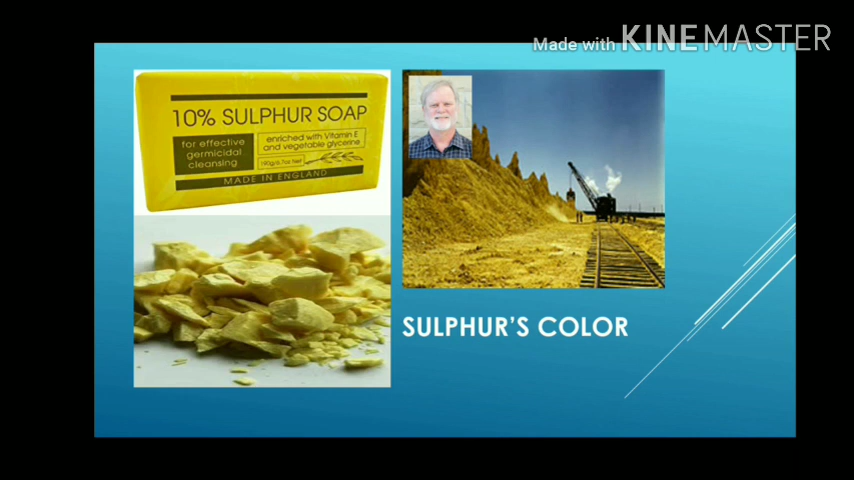 Made with KINEMASTER
10% SULPHUR SOAP
for effective
germicidal
cleansing
enriched with Vitamin E
and vegetable glycerine
MADE IN ENGLAND
SULPHUR'S COLOR